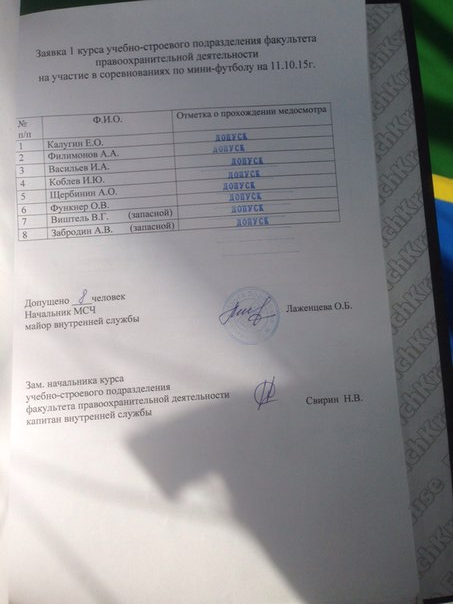 Заявка 1 курса учебно-строевого подразделения факультета
правоохранительной деятельности
на участие в соревнованиях по мини-футболу на 11.10.15г.
№ п/п Ф.И.О. Отметка о прохождении медосмотра
1 Калугин Е.О. ДОПУСК
2 Филимонов А.А. ДОПУСК
3 Васильев И.А. ДОПУСК
4 Коблев И.Ю. ДОПУСК
5 Щербинин А.О. ДОПУСК
6 Функнер О.В. ДОПУСК
7 Виштель В.Г. (запасной) ДОПУСК
8 Забродин А.В. (запасной) ДОПУСК
Допущено 8 человек
Начальник МСЧ
майор внутренней службы Лаженцева О.Б.
Зам. начальника курса
учебно-строевого подразделения
факультета правоохранительной деятельности
капитан внутренней службы Свирин Н.В.
ErichKrause